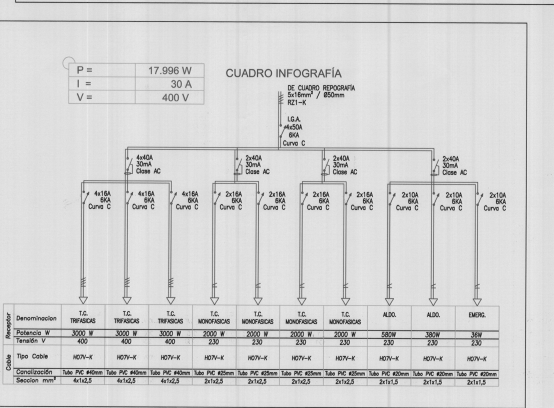 P = 17.996 W
I = 30 A
V = 400 V
CUADRO INFOGRAFÍA
DE CUADRO REPOGRAFÍA
5x16mm² / Ø50mm
RZ1-K
I.G.A.
4x50A
6KA
Curva C
4x40A 2x40A 2x40A 2x40A
30mA 30mA 30mA 30mA
Clase AC Clase AC Clase AC Clase AC
4x16A 4x16A 4x16A 2x16A 2x16A 2x16A 2x16A 2x10A 2x10A 2x10A
6KA 6KA 6KA 6KA 6KA 6KA 6KA 6KA 6KA 6KA
Curva C Curva C Curva C Curva C Curva C Curva C Curva C Curva C Curva C Curva C
Receptor
Denominacion T.C. TRIFASICAS T.C. TRIFASICAS T.C. TRIFASICAS T.C. MONOFASICAS T.C. MONOFASICAS T.C. MONOFASICAS T.C. MONOFASICAS ALDO. ALDO. EMERG.
Potencia W 3000 W 3000 W 3000 W 2000 W 2000 W 2000 W 2000 W 580W 380W 36W
Tensión V 400 400 400 230 230 230 230 230 230 230
Cable
Tipo Cable H07V-K H07V-K H07V-K H07V-K H07V-K H07V-K H07V-K H07V-K H07V-K H07V-K
Canalización Tubo PVC Ø40mm Tubo PVC Ø40mm Tubo PVC Ø40mm Tubo PVC Ø25mm Tubo PVC Ø25mm Tubo PVC Ø25mm Tubo PVC Ø25mm Tubo PVC Ø20mm Tubo PVC Ø20mm Tubo PVC Ø20mm
Seccion mm² 4x1x2,5 4x1x2,5 4x1x2,5 2x1x2,5 2x1x2,5 2x1x2,5 2x1x2,5 2x1x1,5 2x1x1,5 2x1x1,5